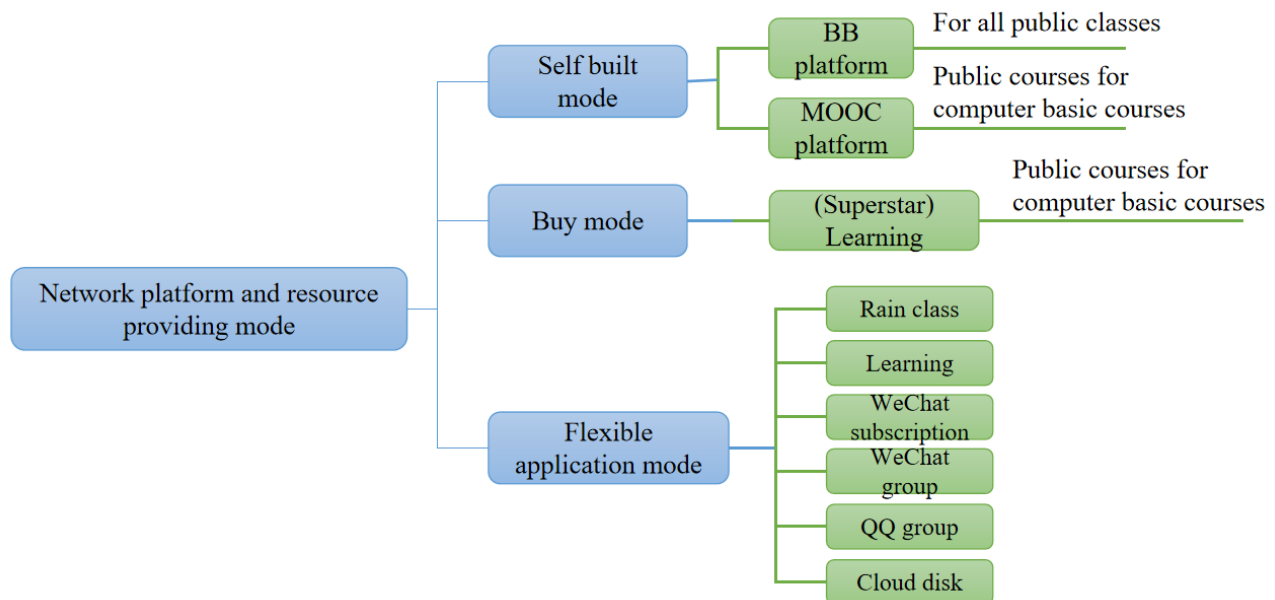 Network platform and resource
providing mode
Self built
mode
BB
platform
For all public classes
MOOC
platform
Public courses for
computer basic courses
Buy mode
(Superstar)
Learning
Public courses for
computer basic courses
Flexible
application mode
Rain class
Learning
WeChat
subscription
WeChat
group
QQ group
Cloud disk